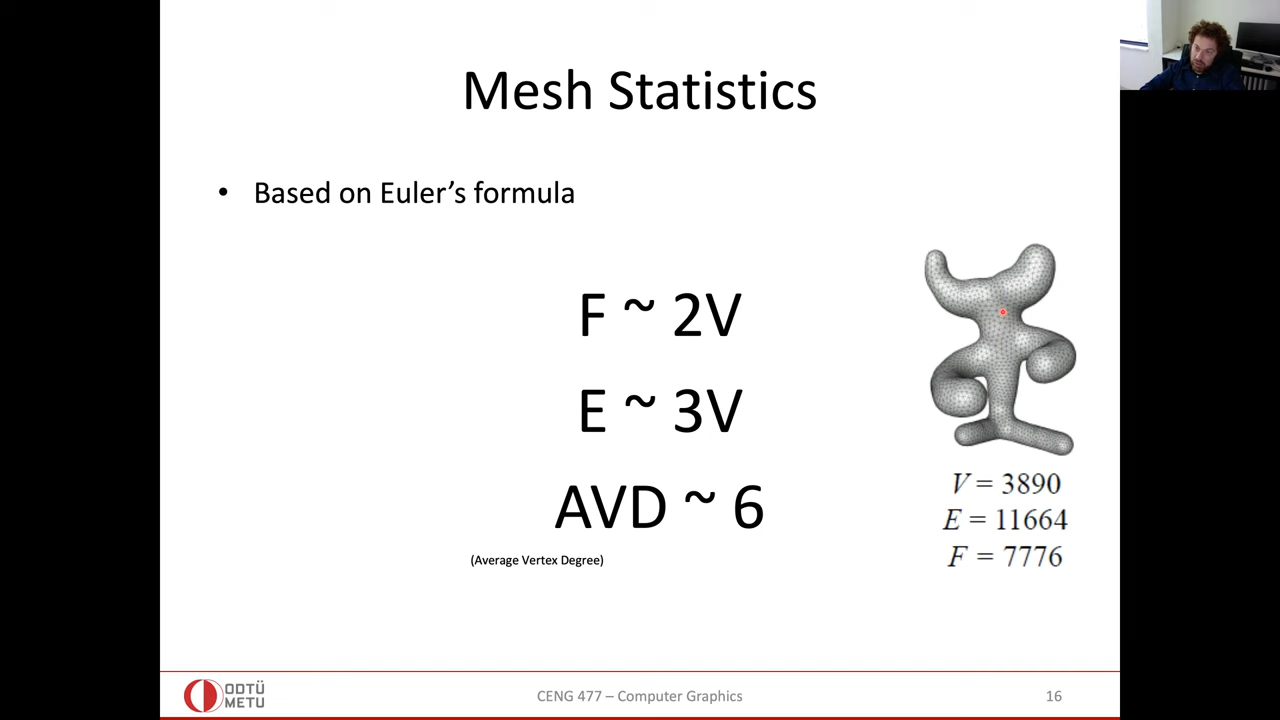 Mesh Statistics
• Based on Euler’s formula
F ~ 2V
E ~ 3V
AVD ~ 6
(Average Vertex Degree)
V = 3890
E = 11664
F = 7776
ODTÜ
METU
CENG 477 – Computer Graphics
16